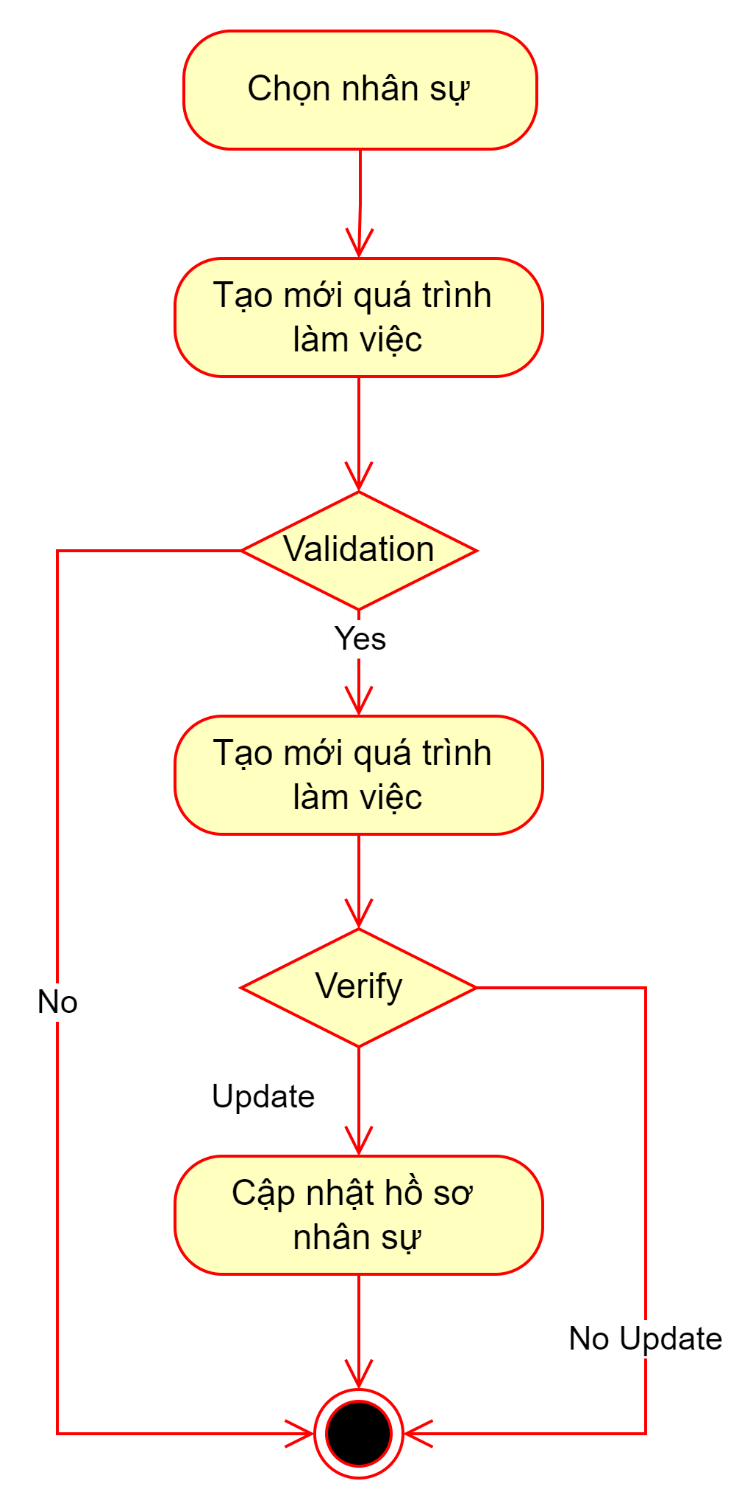 Chọn nhân sự
Tạo mới quá trình
làm việc
Validation
Yes
Tạo mới quá trình
làm việc
Verify
No
Update
Cập nhật hồ sơ
nhân sự
No Update